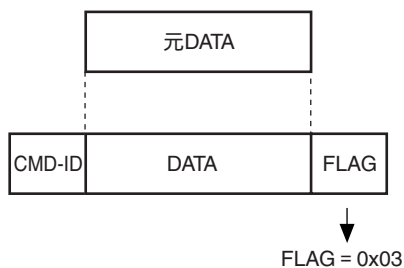 元DATA
CMD-ID DATA FLAG
FLAG = 0x03